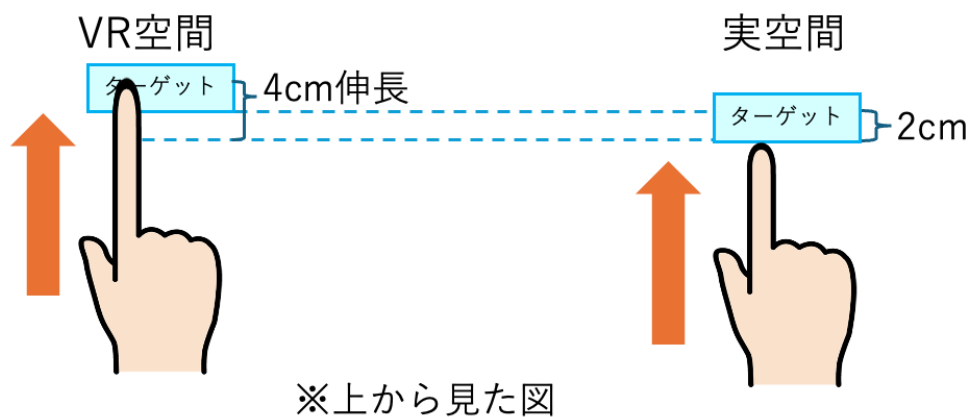 VR空間
実空間
ターゲット
4cm伸長
ターゲット
2cm
※上から見た図